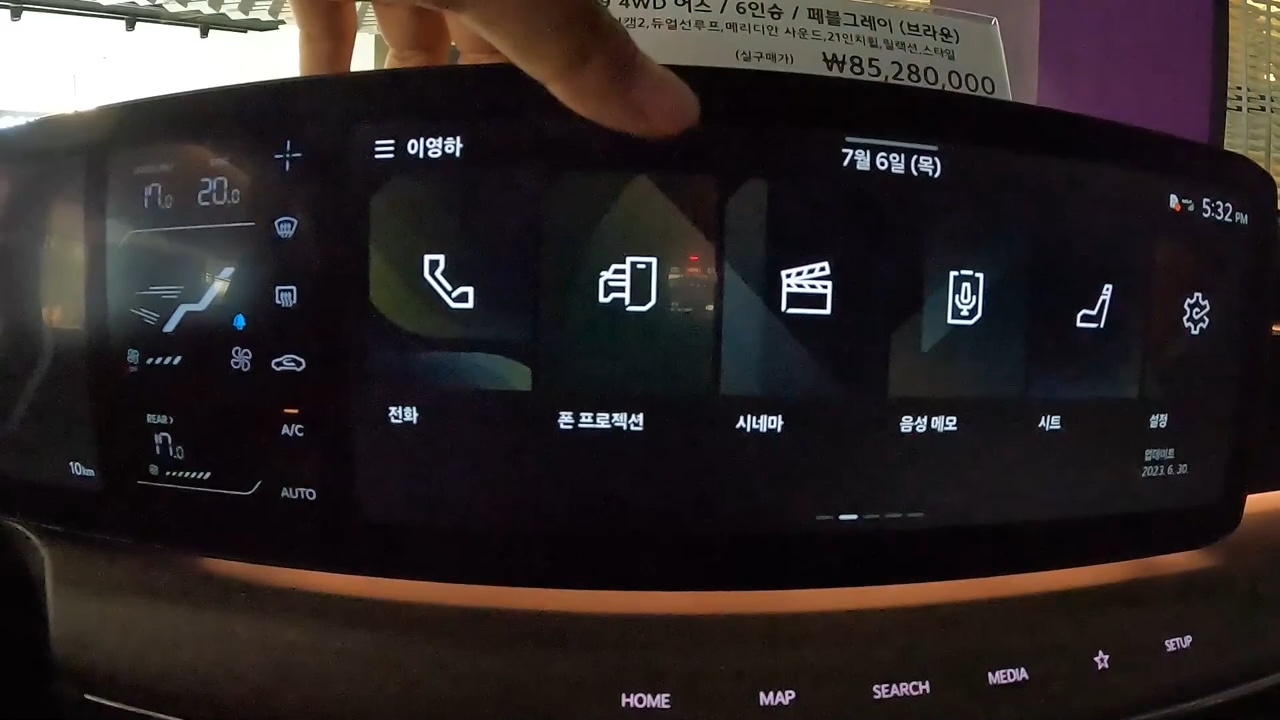 9 4WD 어스 / 6인승 / 페블그레이 (브라운)
캠2,듀얼선루프,메리디안 사운드,21인치휠,릴랙션,스타일
(실구매가) ₩85,280,000
이영하
7월 6일 (목)
5:32 PM
17.0 20.0
전화
폰 프로젝션
시네마
음성 메모
시트
설정
업데이트
2023. 6. 30.
REAR >
17.0
A/C
AUTO
10km
HOME
MAP
SEARCH
MEDIA
SETUP